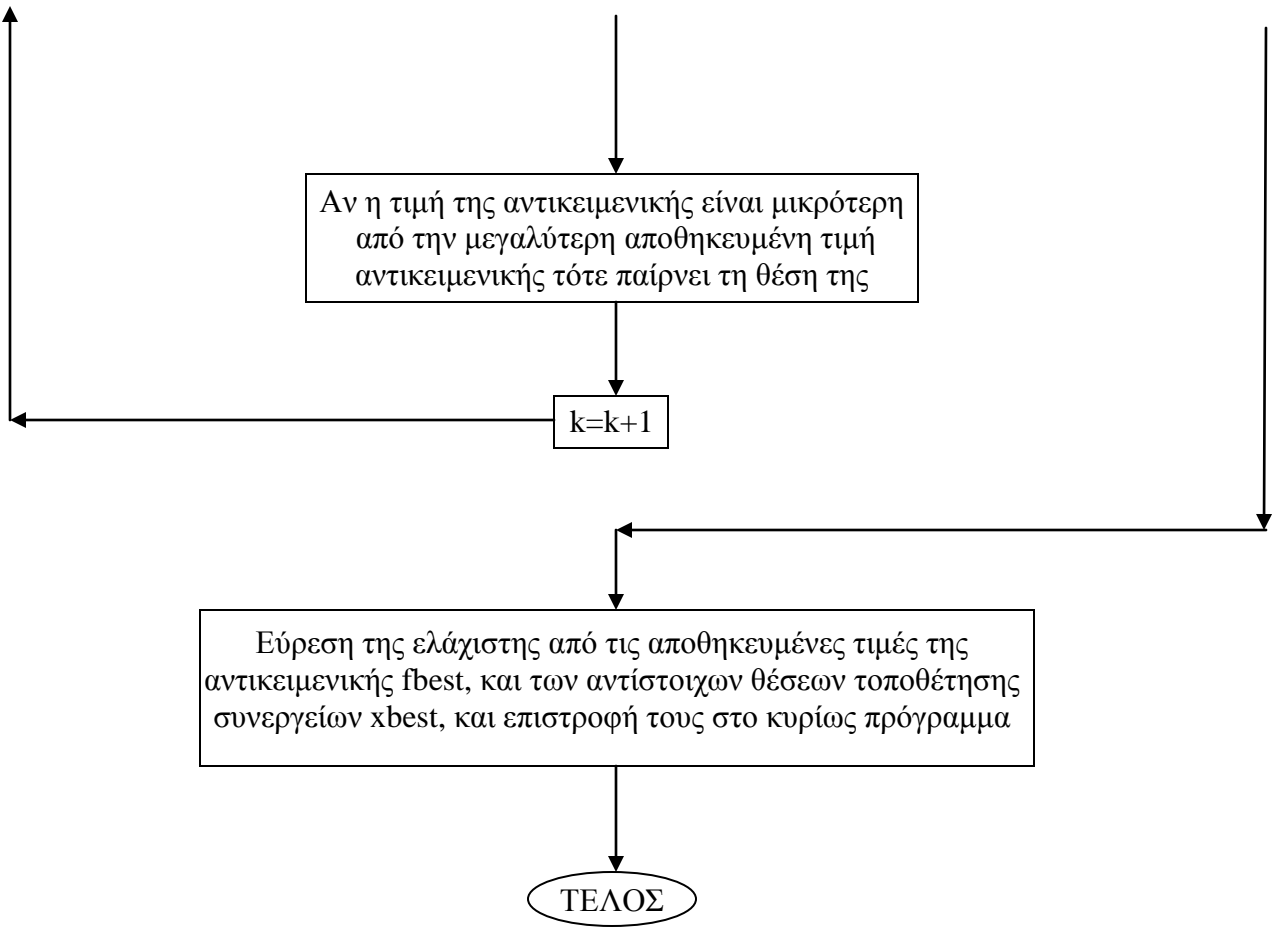 Αν η τιμή της αντικειμενικής είναι μικρότερη
από την μεγαλύτερη αποθηκευμένη τιμή
αντικειμενικής τότε παίρνει τη θέση της
k=k+1
Εύρεση της ελάχιστης από τις αποθηκευμένες τιμές της
αντικειμενικής fbest, και των αντίστοιχων θέσεων τοποθέτησης
συνεργείων xbest, και επιστροφή τους στο κυρίως πρόγραμμα
ΤΕΛΟΣ